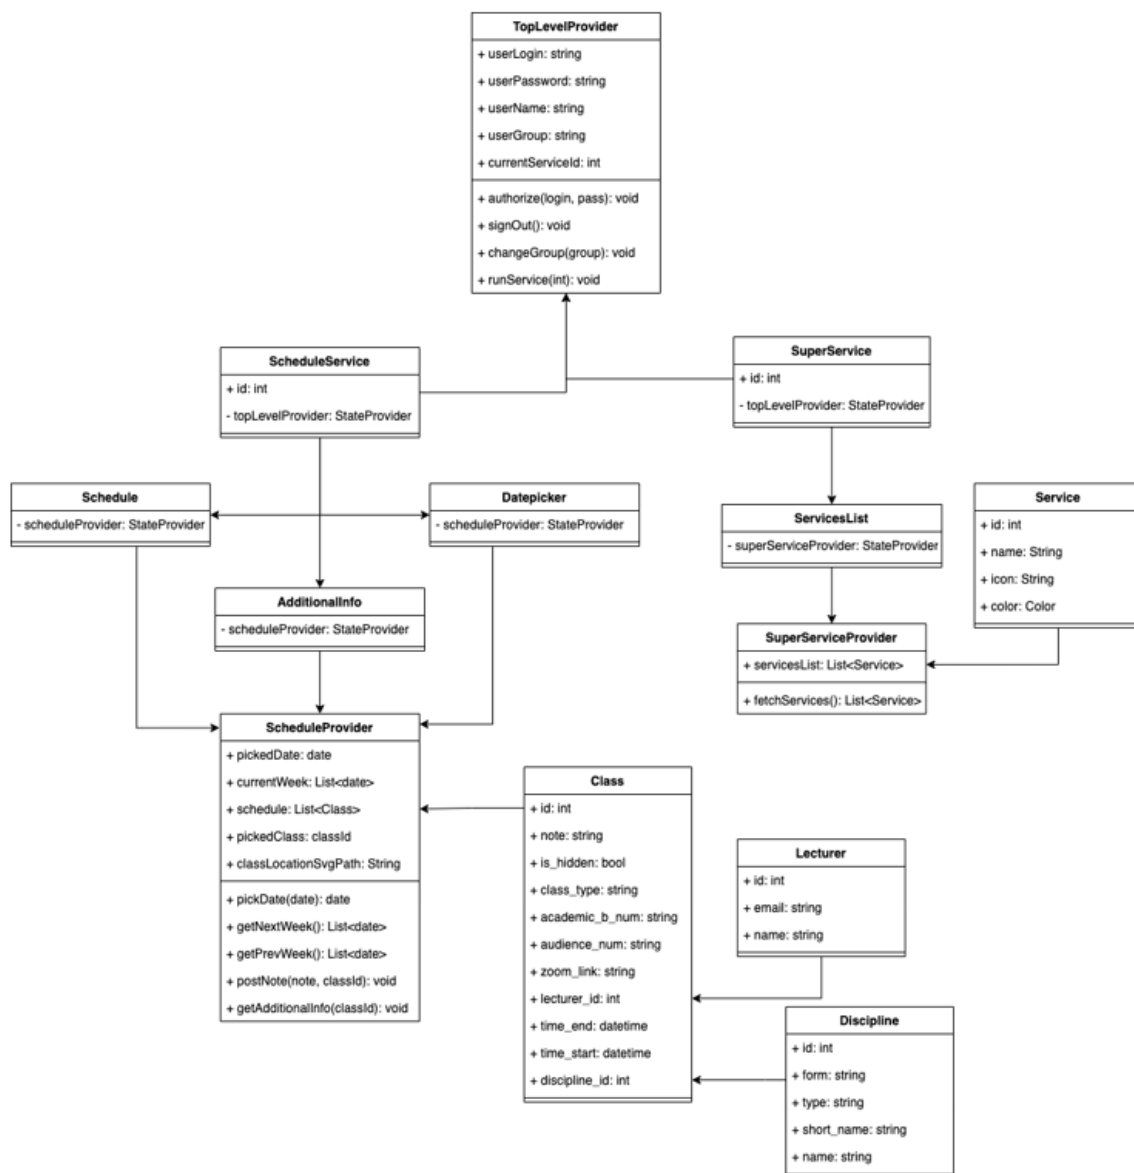 TopLevelProvider
+ userLogin: string
+ userPassword: string
+ userName: string
+ userGroup: string
+ currentServiceId: int
+ authorize(login, pass): void
+ signOut(): void
+ changeGroup(group): void
+ runService(int): void
ScheduleService
+ id: int
- topLevelProvider: StateProvider
SuperService
+ id: int
- topLevelProvider: StateProvider
Schedule
- scheduleProvider: StateProvider
Datepicker
- scheduleProvider: StateProvider
ServicesList
- superServiceProvider: StateProvider
Service
+ id: int
+ name: String
+ icon: String
+ color: Color
AdditionalInfo
- scheduleProvider: StateProvider
SuperServiceProvider
+ servicesList: List<Service>
+ fetchServices(): List<Service>
ScheduleProvider
+ pickedDate: date
+ currentWeek: List<date>
+ schedule: List<Class>
+ pickedClass: classId
+ classLocationSvgPath: String
+ pickDate(date): date
+ getNextWeek(): List<date>
+ getPrevWeek(): List<date>
+ postNote(note, classId): void
+ getAdditionalInfo(classId): void
Class
+ id: int
+ note: string
+ is_hidden: bool
+ class_type: string
+ academic_b_num: string
+ audience_num: string
+ zoom_link: string
+ lecturer_id: int
+ time_end: datetime
+ time_start: datetime
+ discipline_id: int
Lecturer
+ id: int
+ email: string
+ name: string
Discipline
+ id: int
+ form: string
+ type: string
+ short_name: string
+ name: string